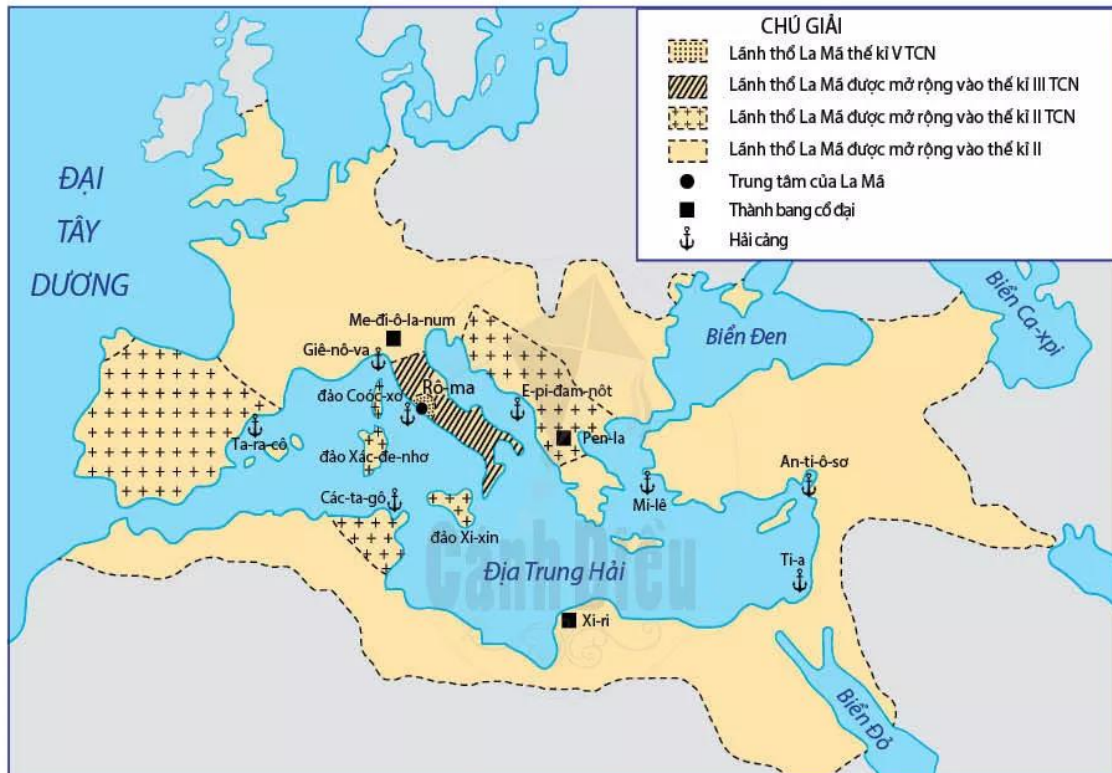 CHÚ GIẢI
Lãnh thổ La Mã thế kỉ V TCN
Lãnh thổ La Mã được mở rộng vào thế kỉ III TCN
Lãnh thổ La Mã được mở rộng vào thế kỉ II TCN
Lãnh thổ La Mã được mở rộng vào thế kỉ II
Trung tâm của La Mã
Thành bang cổ đại
Hải cảng
ĐẠI
TÂY
DƯƠNG
Biển Ca-xpi
Biển Đen
Me-đi-ô-la-num
Giê-nô-va
đảo Coóc-xơ
Rô-ma
E-pi-đam-nôt
Ta-ra-cô
Pen-la
đảo Xác-đe-nhơ
An-ti-ô-sơ
Mi-lê
Các-ta-gô
đảo Xi-xin
Cánh Diều
Địa Trung Hải
Ti-a
Xi-ri
Biển Đỏ